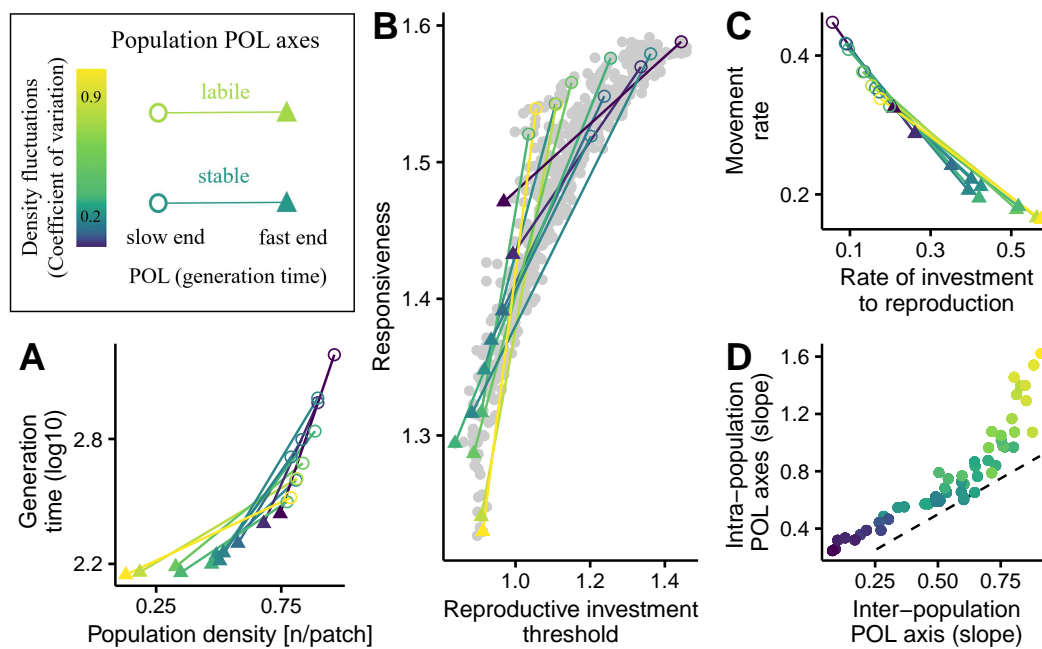 Population POL axes
Density fluctuations
(Coefficient of variation)
0.9
0.2
labile
stable
slow end
fast end
POL (generation time)
A
Generation
time (log10)
2.8
2.2
0.25
0.75
Population density [n/patch]
B
Responsiveness
1.6
1.5
1.4
1.3
1.0
1.2
1.4
Reproductive investment
threshold
C
Movement
rate
0.4
0.2
0.1
0.3
0.5
Rate of investment
to reproduction
D
Intra−population
POL axes (slope)
1.6
1.2
0.8
0.4
0.25
0.50
0.75
Inter−population
POL axis (slope)